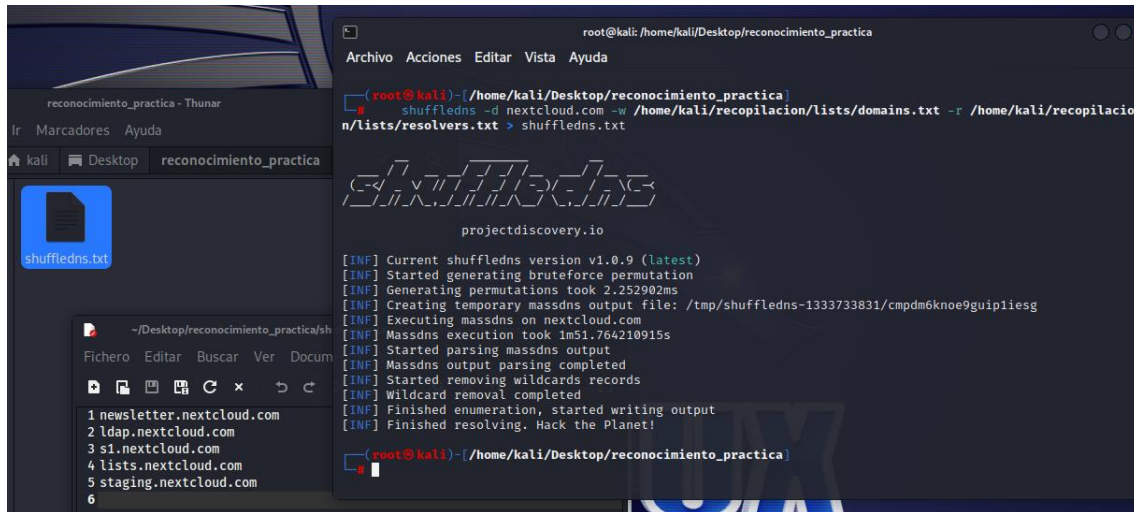 root@kali: /home/kali/Desktop/reconocimiento_practica
Archivo Acciones Editar Vista Ayuda
(root㉿kali)-[/home/kali/Desktop/reconocimiento_practica]
# shuffledns -d nextcloud.com -w /home/kali/recopilacion/lists/domains.txt -r /home/kali/recopilacio
n/lists/resolvers.txt > shuffledns.txt
shuffledns
projectdiscovery.io
[INF] Current shuffledns version v1.0.9 (latest)
[INF] Started generating bruteforce permutation
[INF] Generating permutations took 2.252902ms
[INF] Creating temporary massdns output file: /tmp/shuffledns-1333733831/cmpdm6knoe9guip1iesg
[INF] Executing massdns on nextcloud.com
[INF] Massdns execution took 1m51.764210915s
[INF] Started parsing massdns output
[INF] Massdns output parsing completed
[INF] Started removing wildcards records
[INF] Wildcard removal completed
[INF] Finished enumeration, started writing output
[INF] Finished resolving. Hack the Planet!
(root㉿kali)-[/home/kali/Desktop/reconocimiento_practica]
#
reconocimiento_practica - Thunar
Ir Marcadores Ayuda
kali Desktop reconocimiento_practica
shuffledns.txt
~/Desktop/reconocimiento_practica/sh
Fichero Editar Buscar Ver Docum
1 newsletter.nextcloud.com
2 ldap.nextcloud.com
3 s1.nextcloud.com
4 lists.nextcloud.com
5 staging.nextcloud.com
6
UX